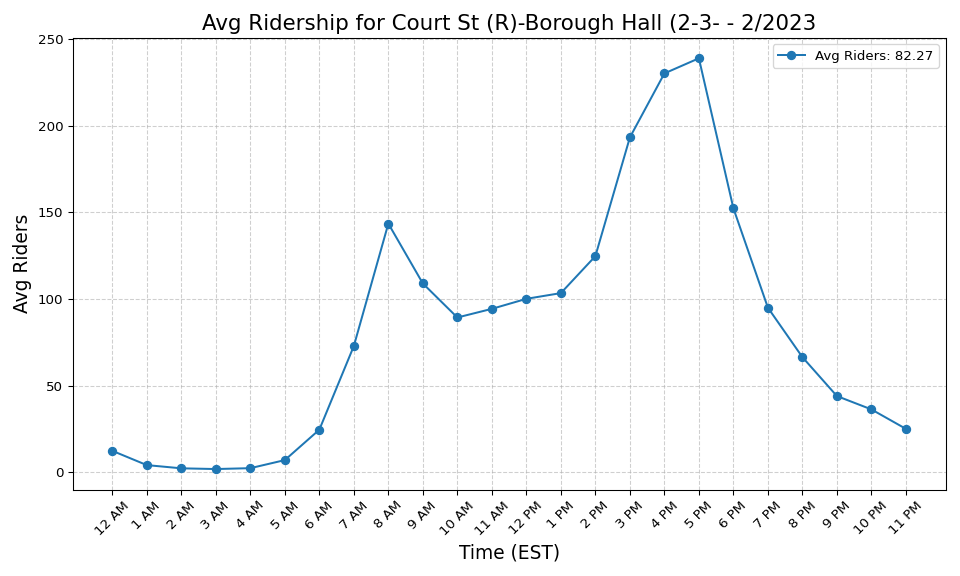 Avg Ridership for Court St (R)-Borough Hall (2-3- - 2/2023
Avg Riders: 82.27
Avg Riders
250
200
150
100
50
0
12 AM
1 AM
2 AM
3 AM
4 AM
5 AM
6 AM
7 AM
8 AM
9 AM
10 AM
11 AM
12 PM
1 PM
2 PM
3 PM
4 PM
5 PM
6 PM
7 PM
8 PM
9 PM
10 PM
11 PM
Time (EST)